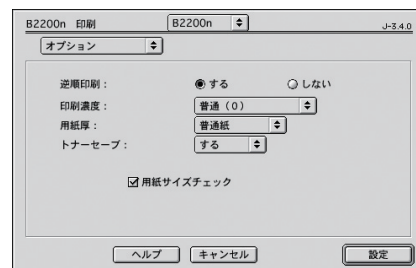 B2200n 印刷 B2200n J-3.4.0
オプション
逆順印刷： する しない
印刷濃度： 普通（0）
用紙厚： 普通紙
トナーセーブ： する
用紙サイズチェック
ヘルプ キャンセル 設定